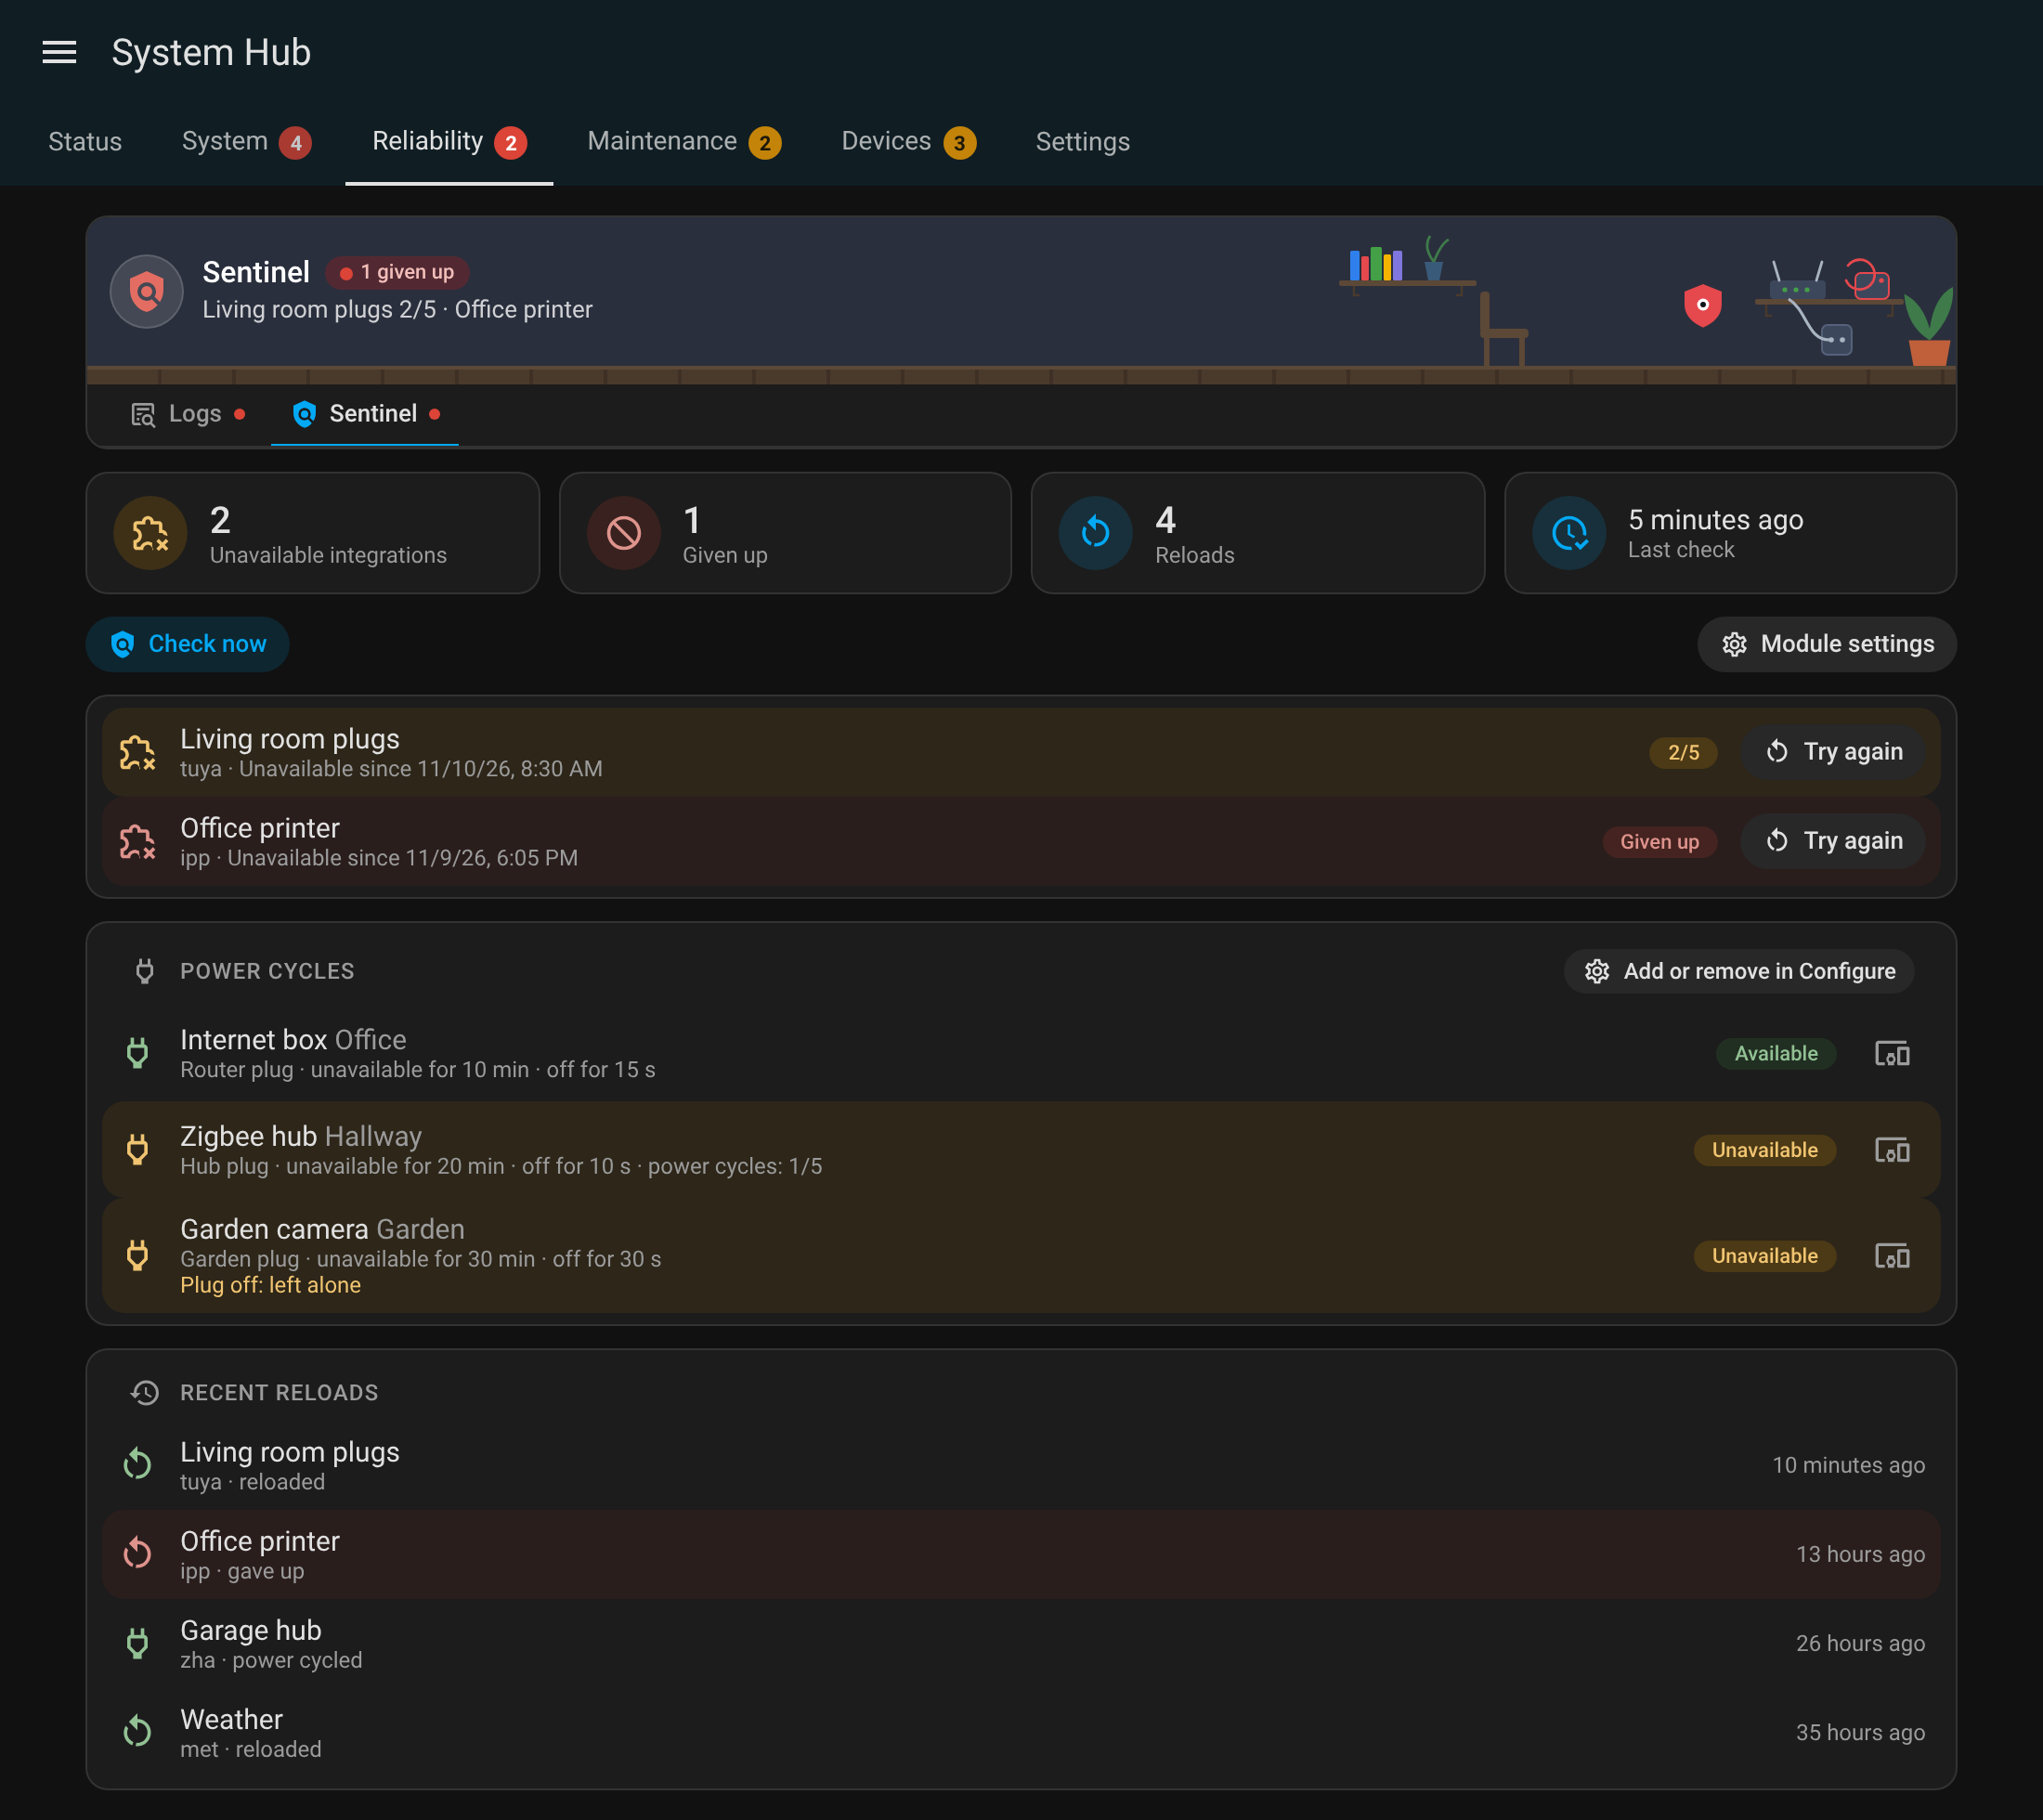 System Hub
Status
System 4
Reliability 2
Maintenance 2
Devices 3
Settings
Sentinel 1 given up
Living room plugs 2/5 · Office printer
Logs
Sentinel
2
Unavailable integrations
1
Given up
4
Reloads
5 minutes ago
Last check
Check now
Module settings
Living room plugs
tuya · Unavailable since 11/10/26, 8:30 AM
2/5
Try again
Office printer
ipp · Unavailable since 11/9/26, 6:05 PM
Given up
Try again
POWER CYCLES
Add or remove in Configure
Internet box Office
Router plug · unavailable for 10 min · off for 15 s
Available
Zigbee hub Hallway
Hub plug · unavailable for 20 min · off for 10 s · power cycles: 1/5
Unavailable
Garden camera Garden
Garden plug · unavailable for 30 min · off for 30 s
Plug off: left alone
Unavailable
RECENT RELOADS
Living room plugs
tuya · reloaded
10 minutes ago
Office printer
ipp · gave up
13 hours ago
Garage hub
zha · power cycled
26 hours ago
Weather
met · reloaded
35 hours ago